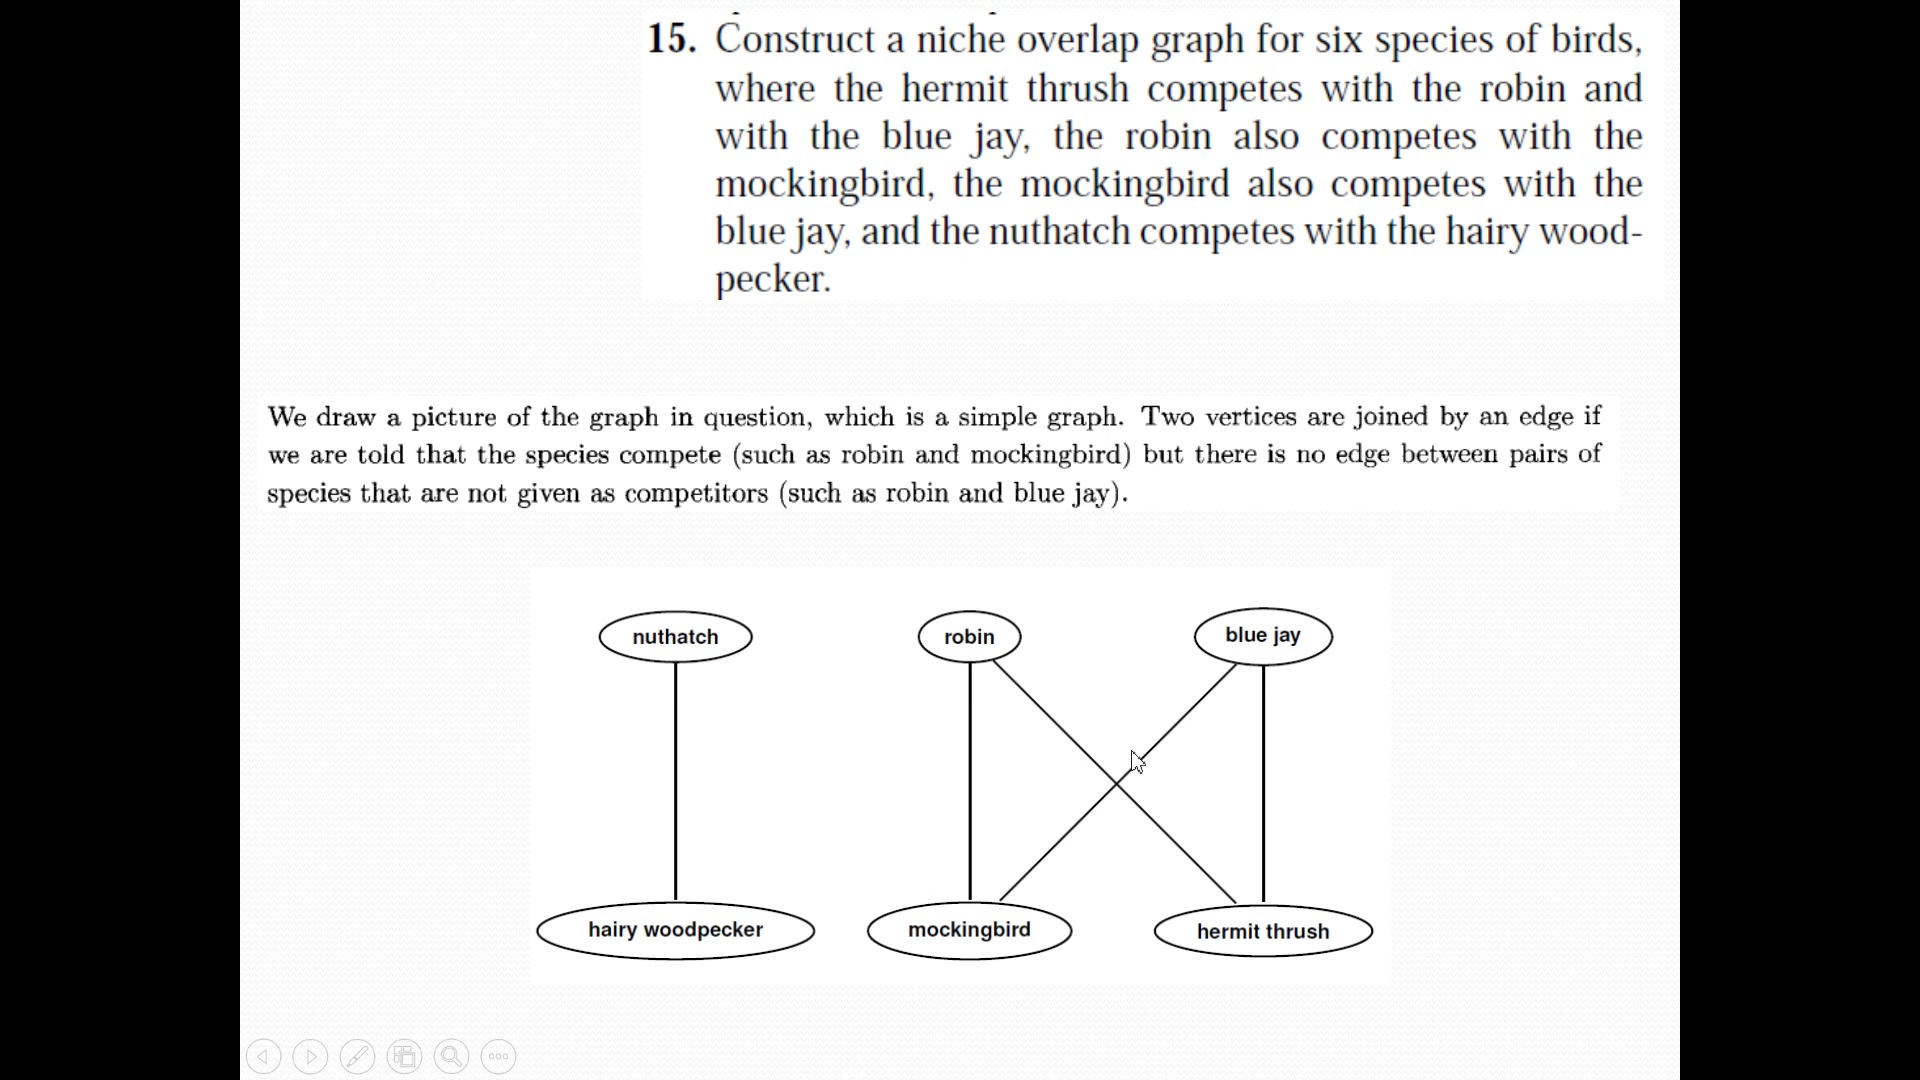 15. Construct a niche overlap graph for six species of birds,
where the hermit thrush competes with the robin and
with the blue jay, the robin also competes with the
mockingbird, the mockingbird also competes with the
blue jay, and the nuthatch competes with the hairy wood-
pecker.
We draw a picture of the graph in question, which is a simple graph. Two vertices are joined by an edge if
we are told that the species compete (such as robin and mockingbird) but there is no edge between pairs of
species that are not given as competitors (such as robin and blue jay).
nuthatch
robin
blue jay
hairy woodpecker
mockingbird
hermit thrush